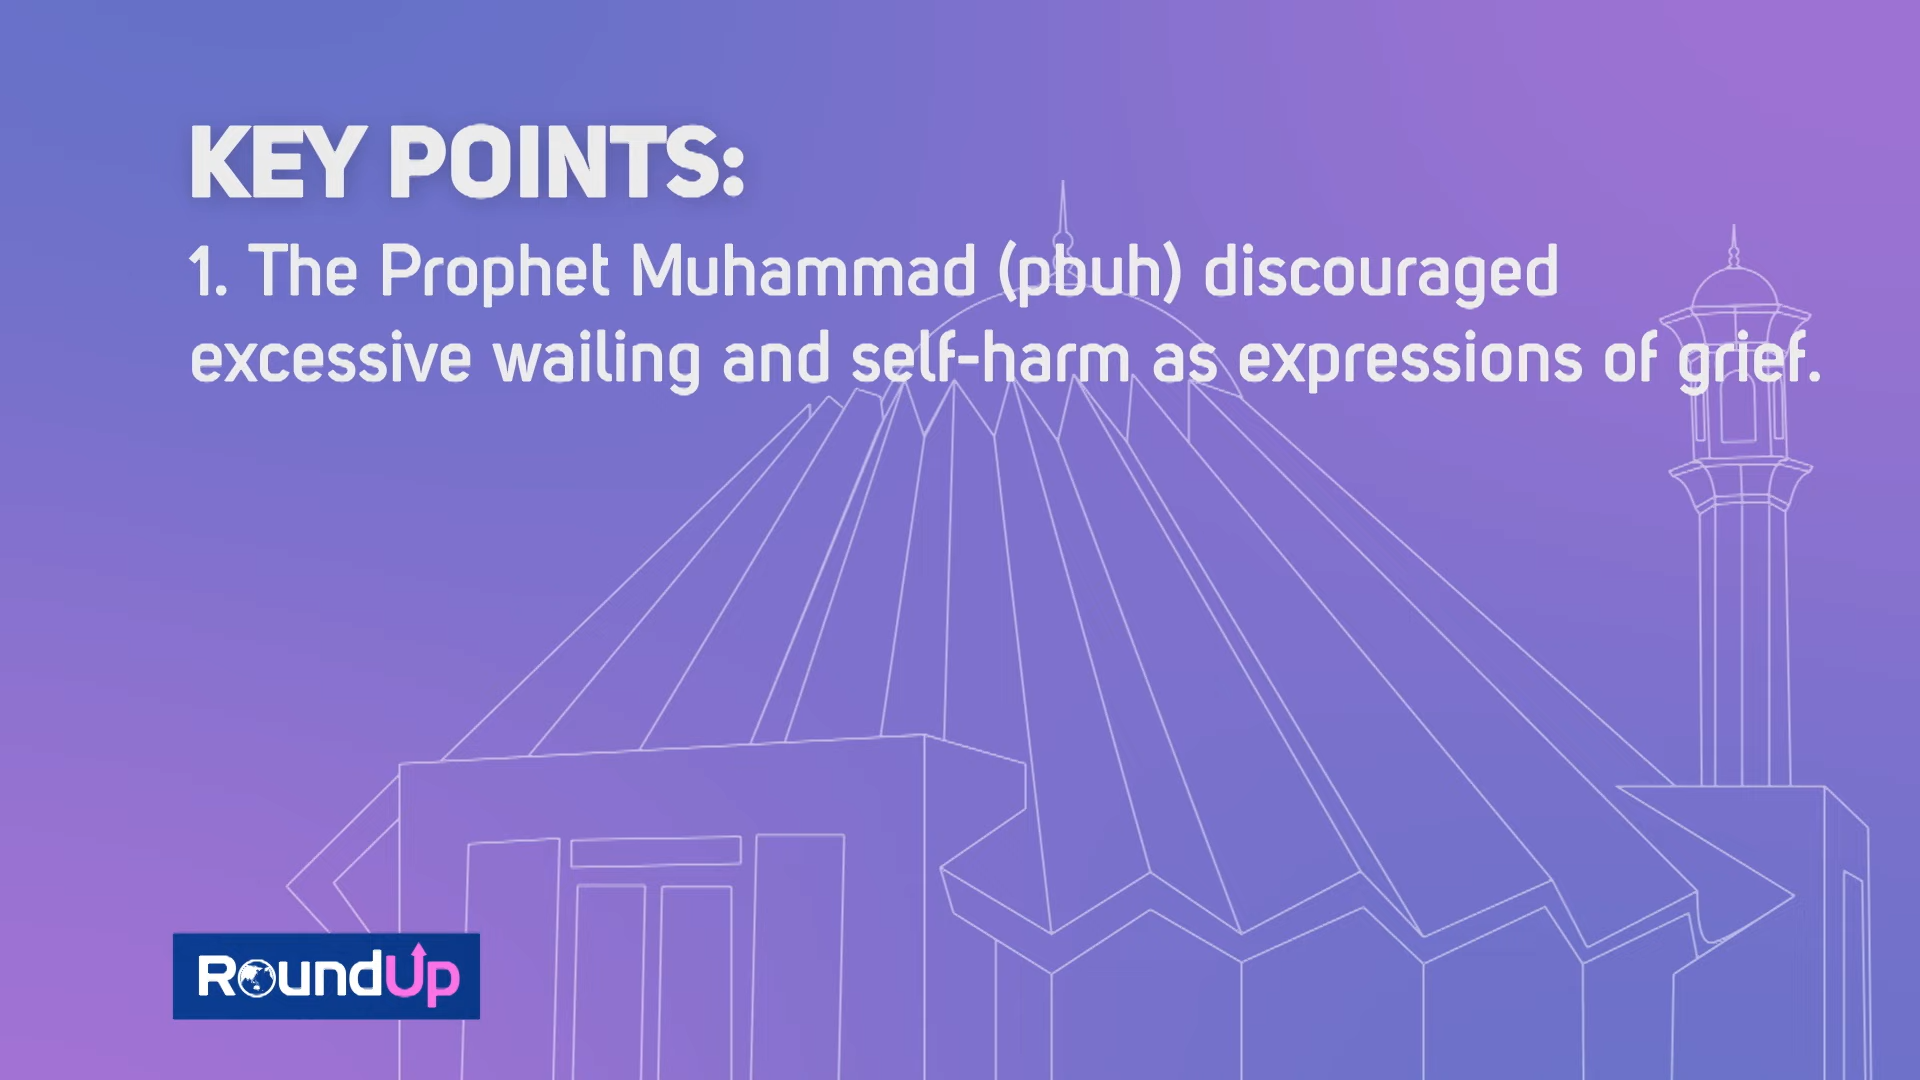 KEY POINTS:
1. The Prophet Muhammad (pbuh) discouraged
excessive wailing and self-harm as expressions of grief.
RoundUp